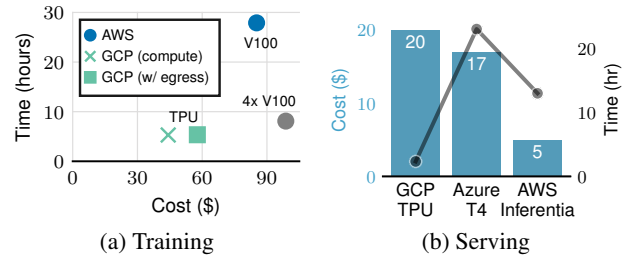 Time (hours)
30
20
10
0
AWS
GCP (compute)
GCP (w/ egress)
V100
4x V100
TPU
0 30 60 90
Cost ($)
(a) Training
Cost ($)
20
10
0
20
17
5
Time (hr)
20
10
0
GCP Azure AWS
TPU T4 Inferentia
(b) Serving